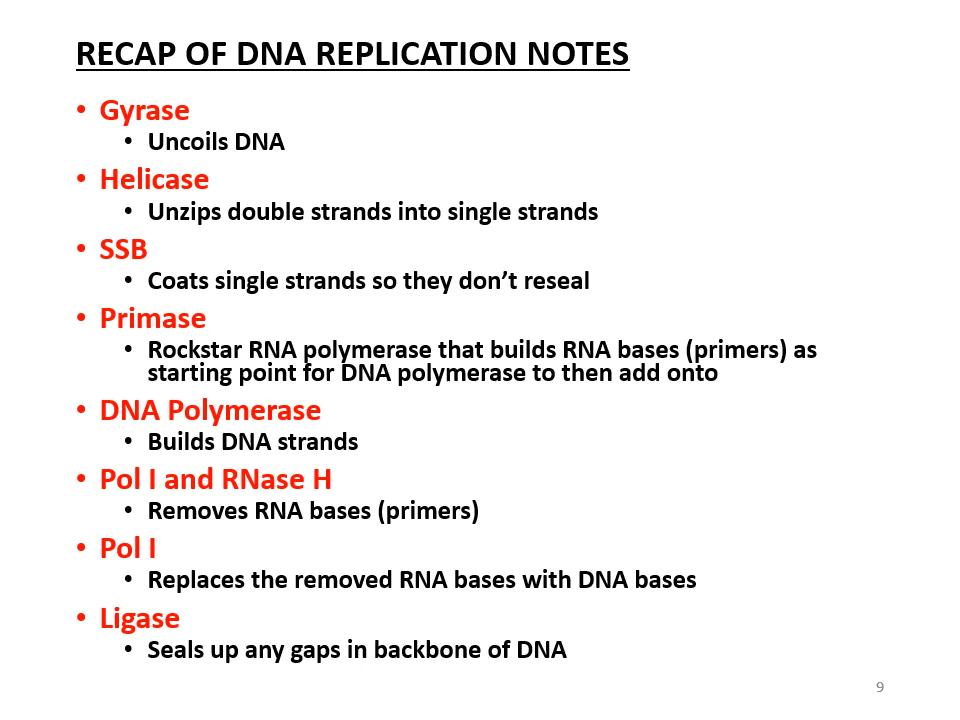 RECAP OF DNA REPLICATION NOTES
• Gyrase
• Uncoils DNA
• Helicase
• Unzips double strands into single strands
• SSB
• Coats single strands so they don’t reseal
• Primase
• Rockstar RNA polymerase that builds RNA bases (primers) as
starting point for DNA polymerase to then add onto
• DNA Polymerase
• Builds DNA strands
• Pol I and RNase H
• Removes RNA bases (primers)
• Pol I
• Replaces the removed RNA bases with DNA bases
• Ligase
• Seals up any gaps in backbone of DNA
9